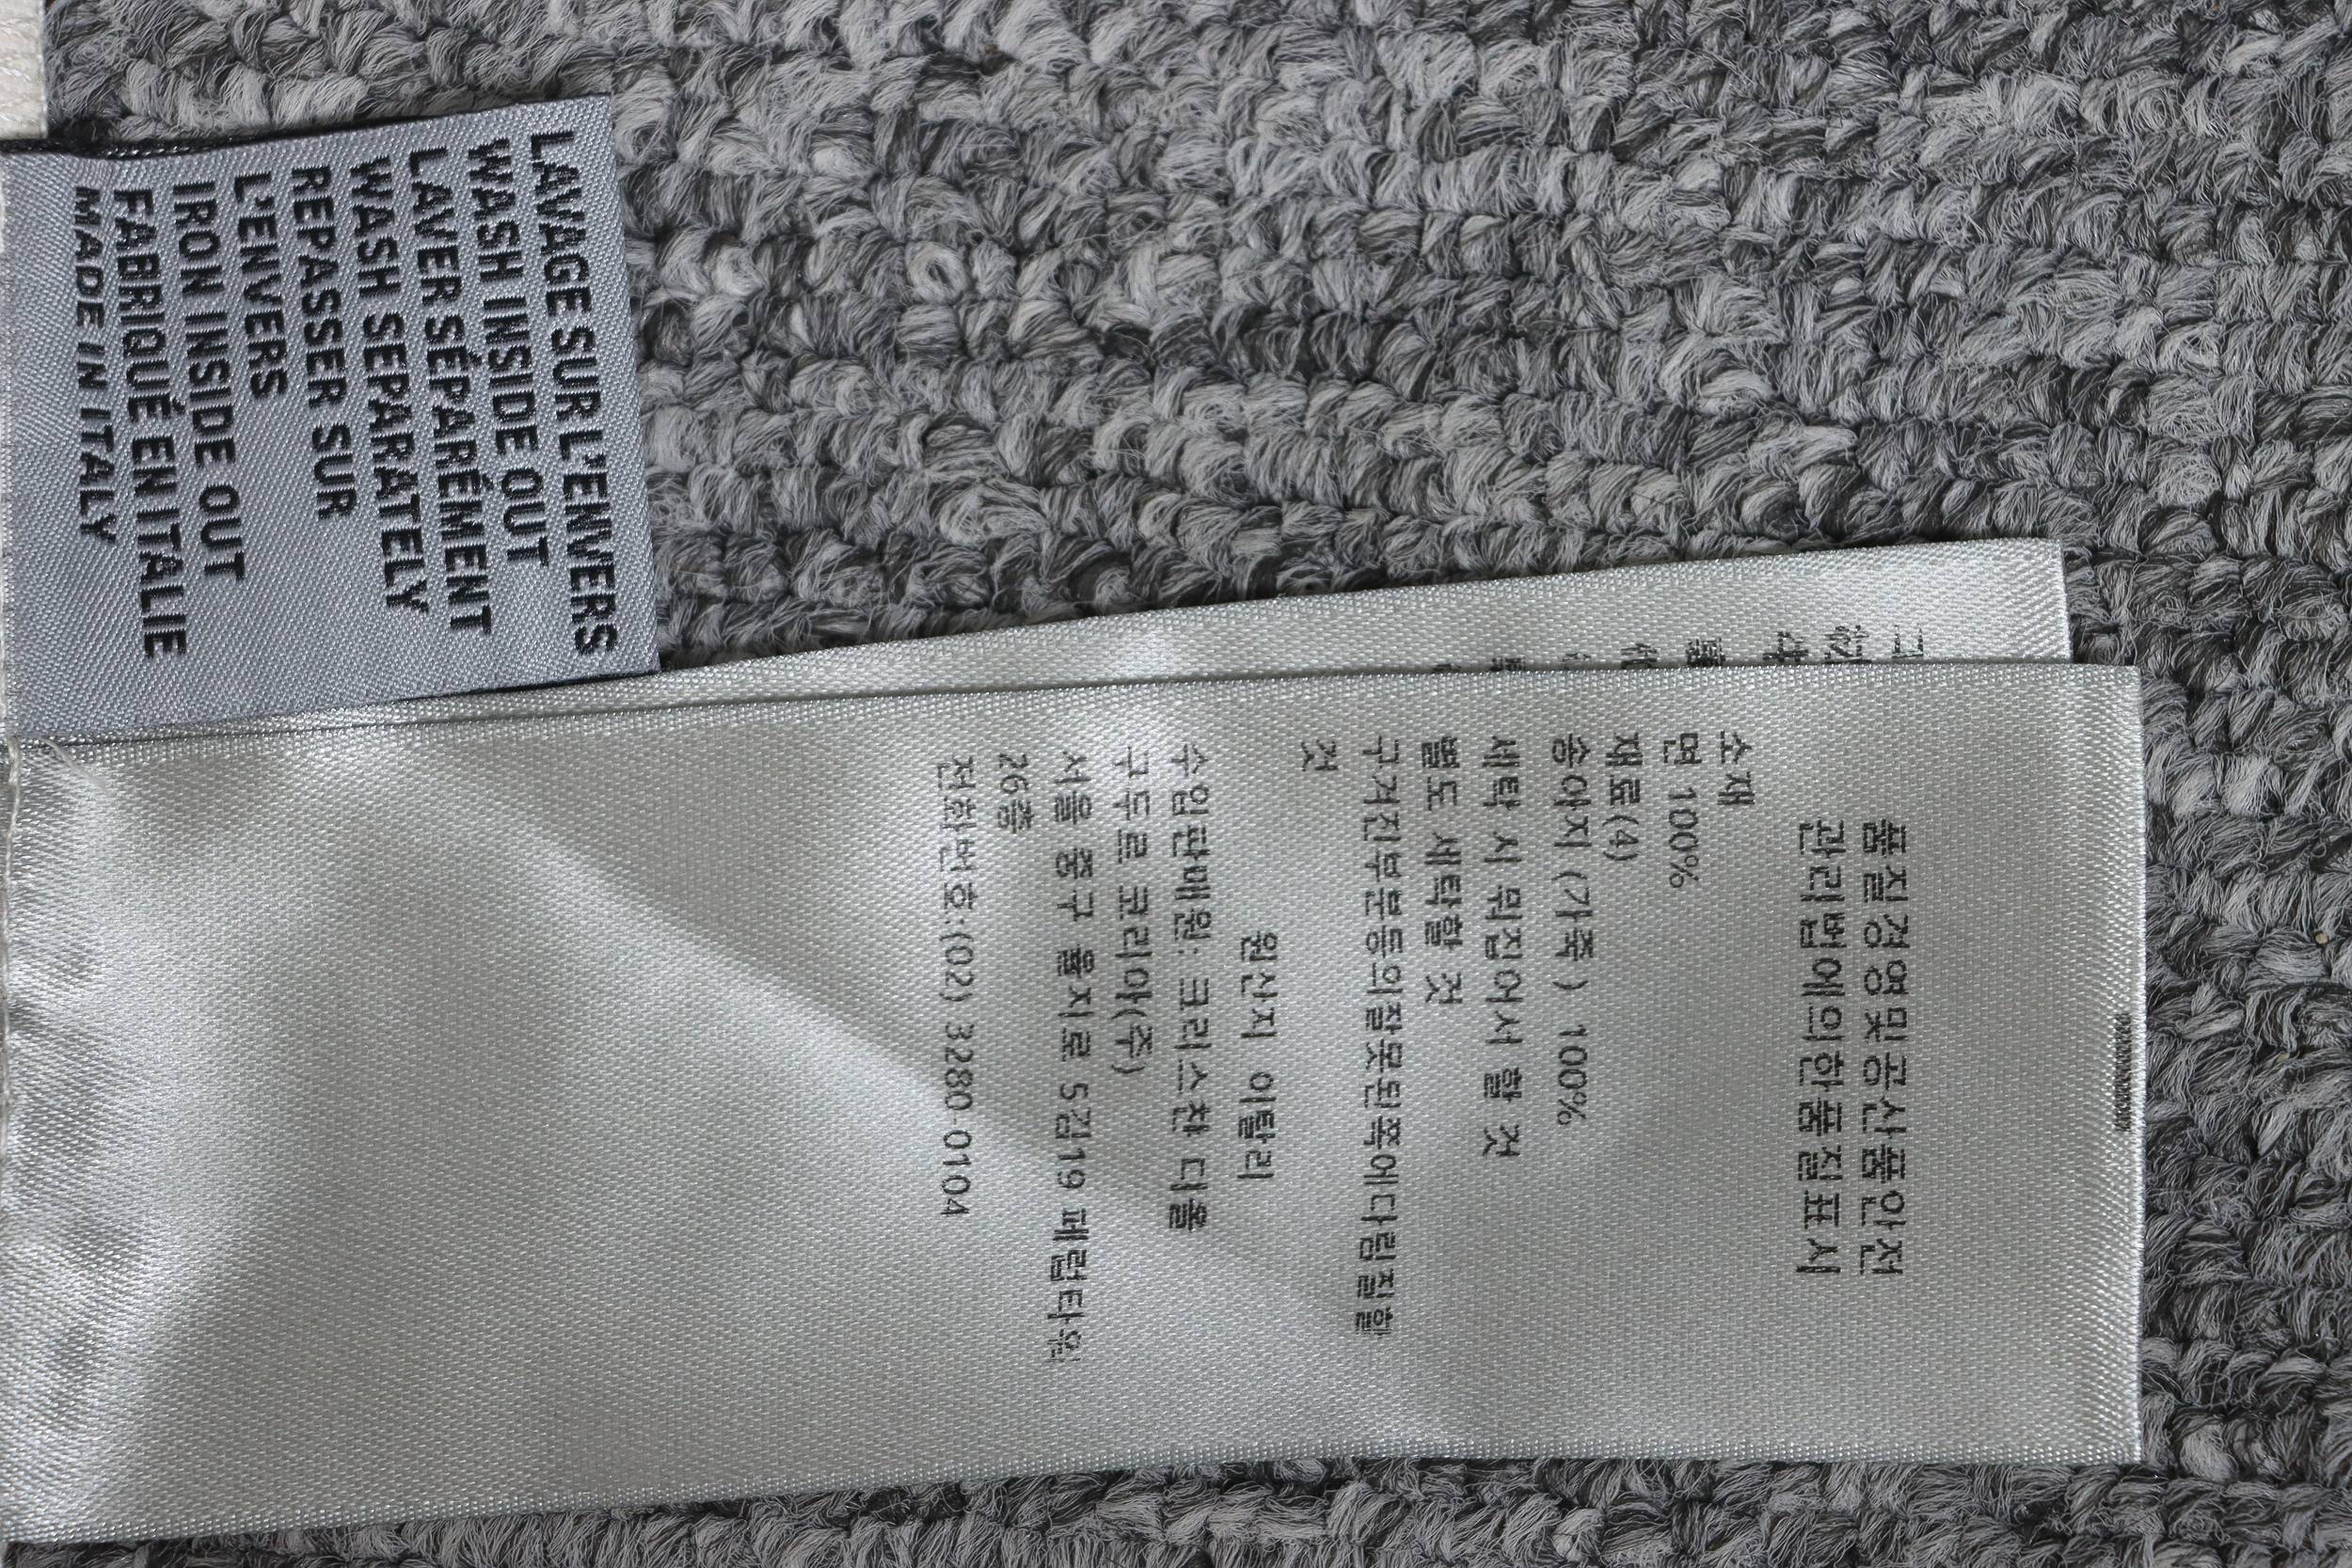 LAVAGE SUR L'ENVERS
WASH INSIDE OUT
LAVER SÉPARÉMENT
WASH SEPARATELY
REPASSER SUR
L'ENVERS
IRON INSIDE OUT
FABRIQUÉ EN ITALIE
MADE IN ITALY
품질경영및공산품안전
관리법에의한품질표시
소재
면 100%
재료(4)
송아지 (가죽 ) 100%
세탁 시 뒤집어서 할 것
별도 세탁할 것
구겨진부분등의잘못된쪽에다림질할
것
원산지 이탈리
수입판매원: 크리스챤 디올
구두르 코리아(주)
서울 중구 을지로 5길19 페럼타워
26층
전화번호:(02) 3280-0104